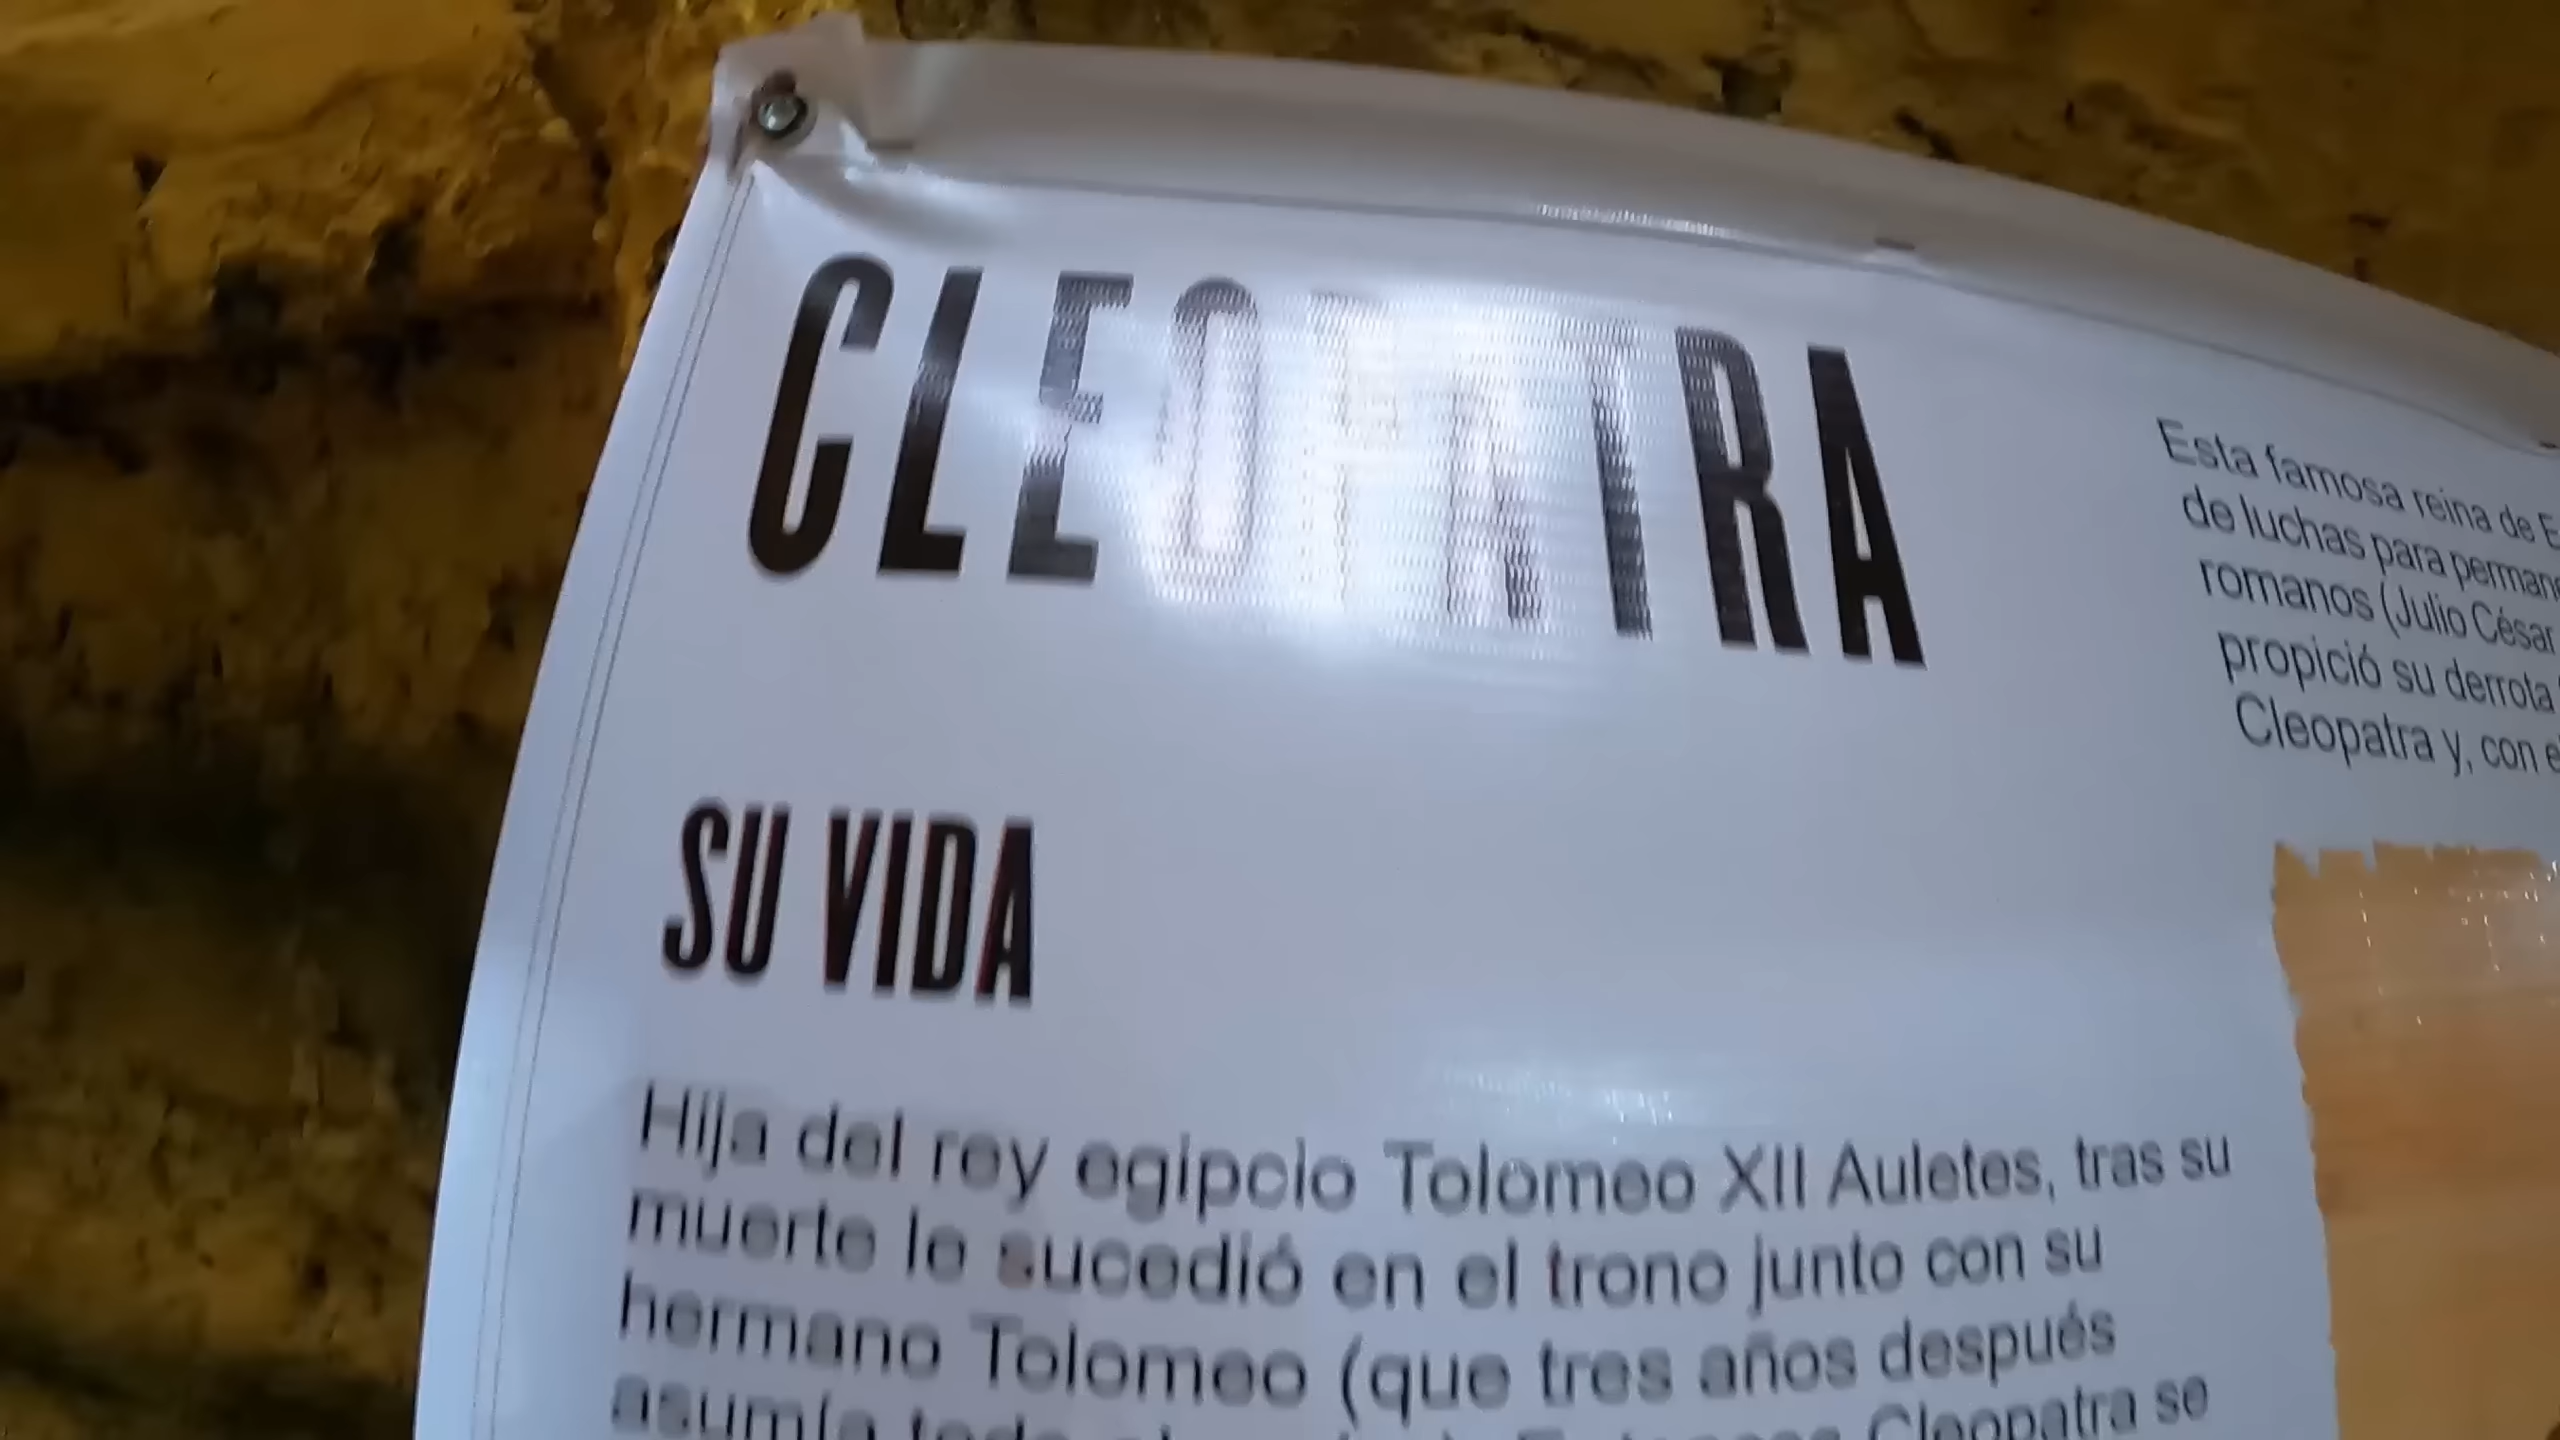 CLEOPATRA
SU VIDA
Hija del rey egipcio Tolomeo XII Auletes, tras su
muerte le sucedió en el trono junto con su
hermano Tolomeo (que tres años después
asumía
Cleopatra se
Esta famosa reina de
de luchas para
romanos (Julio César
propició su derrota
Cleopatra y, con